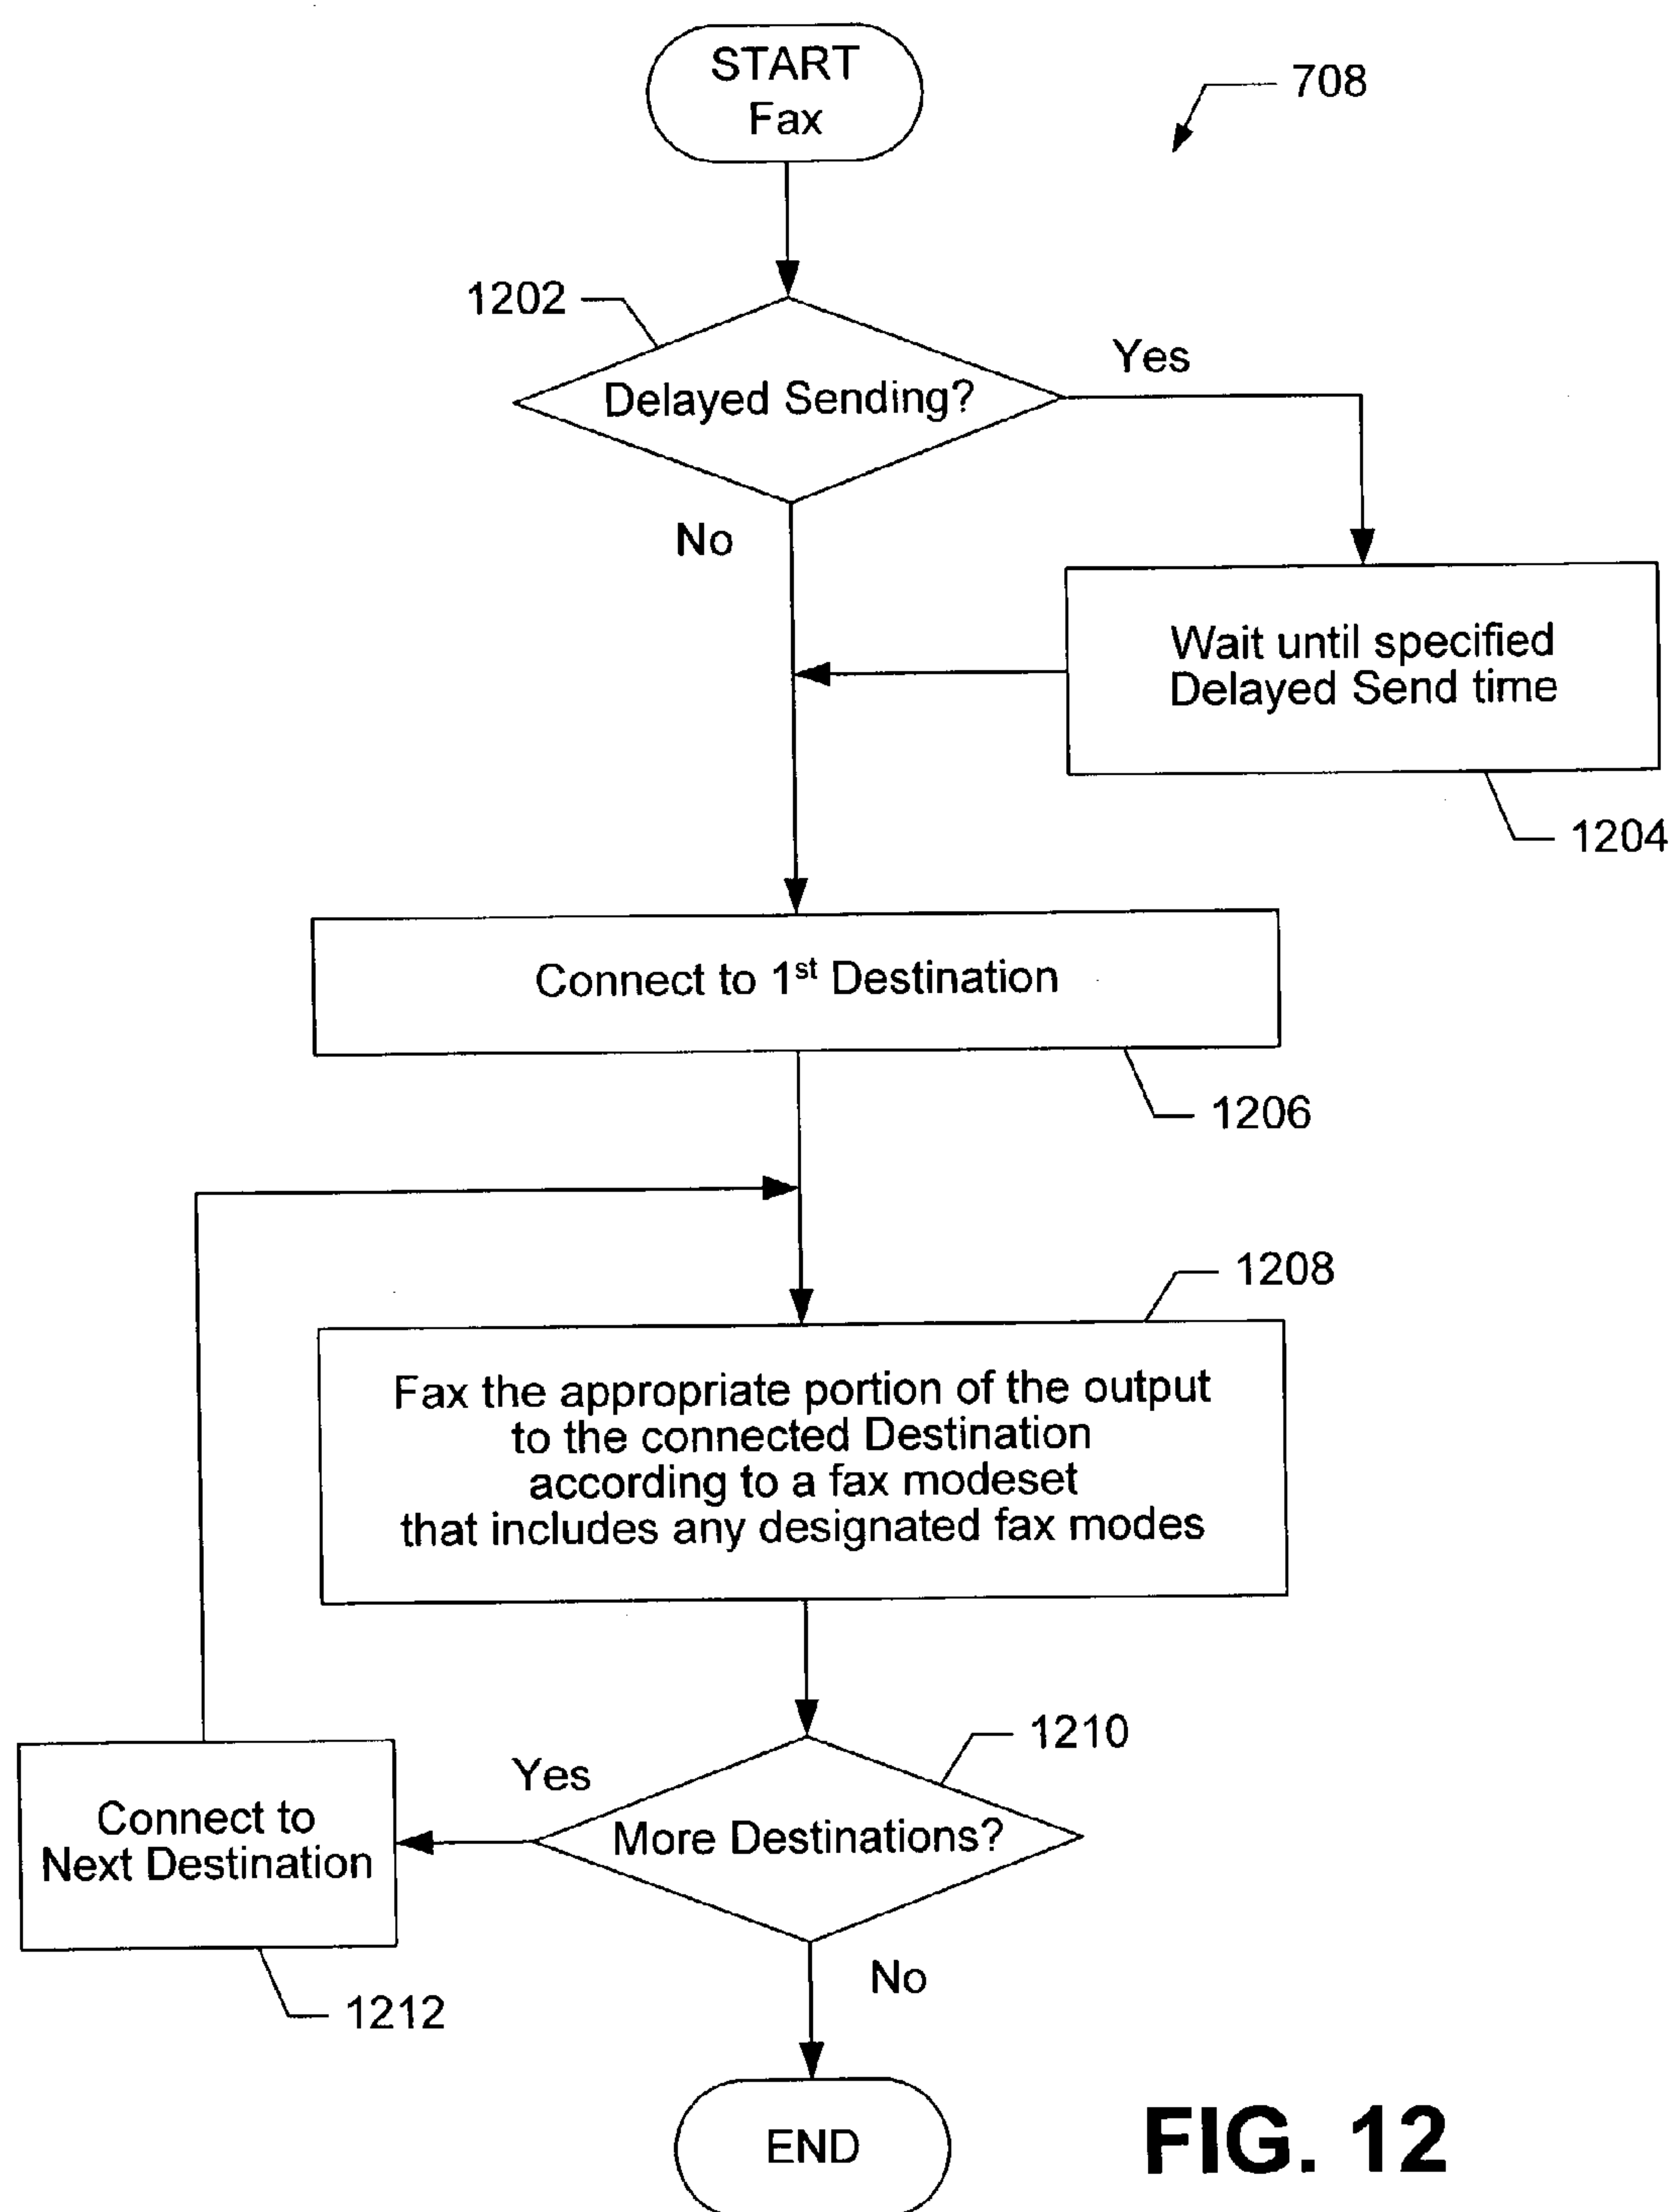 START
Fax
708
1202
Delayed Sending?
Yes
No
Wait until specified
Delayed Send time
1204
Connect to 1st Destination
1206
1208
Fax the appropriate portion of the output
to the connected Destination
according to a fax modeset
that includes any designated fax modes
1210
Yes
More Destinations?
Connect to
Next Destination
1212
No
END
FIG. 12